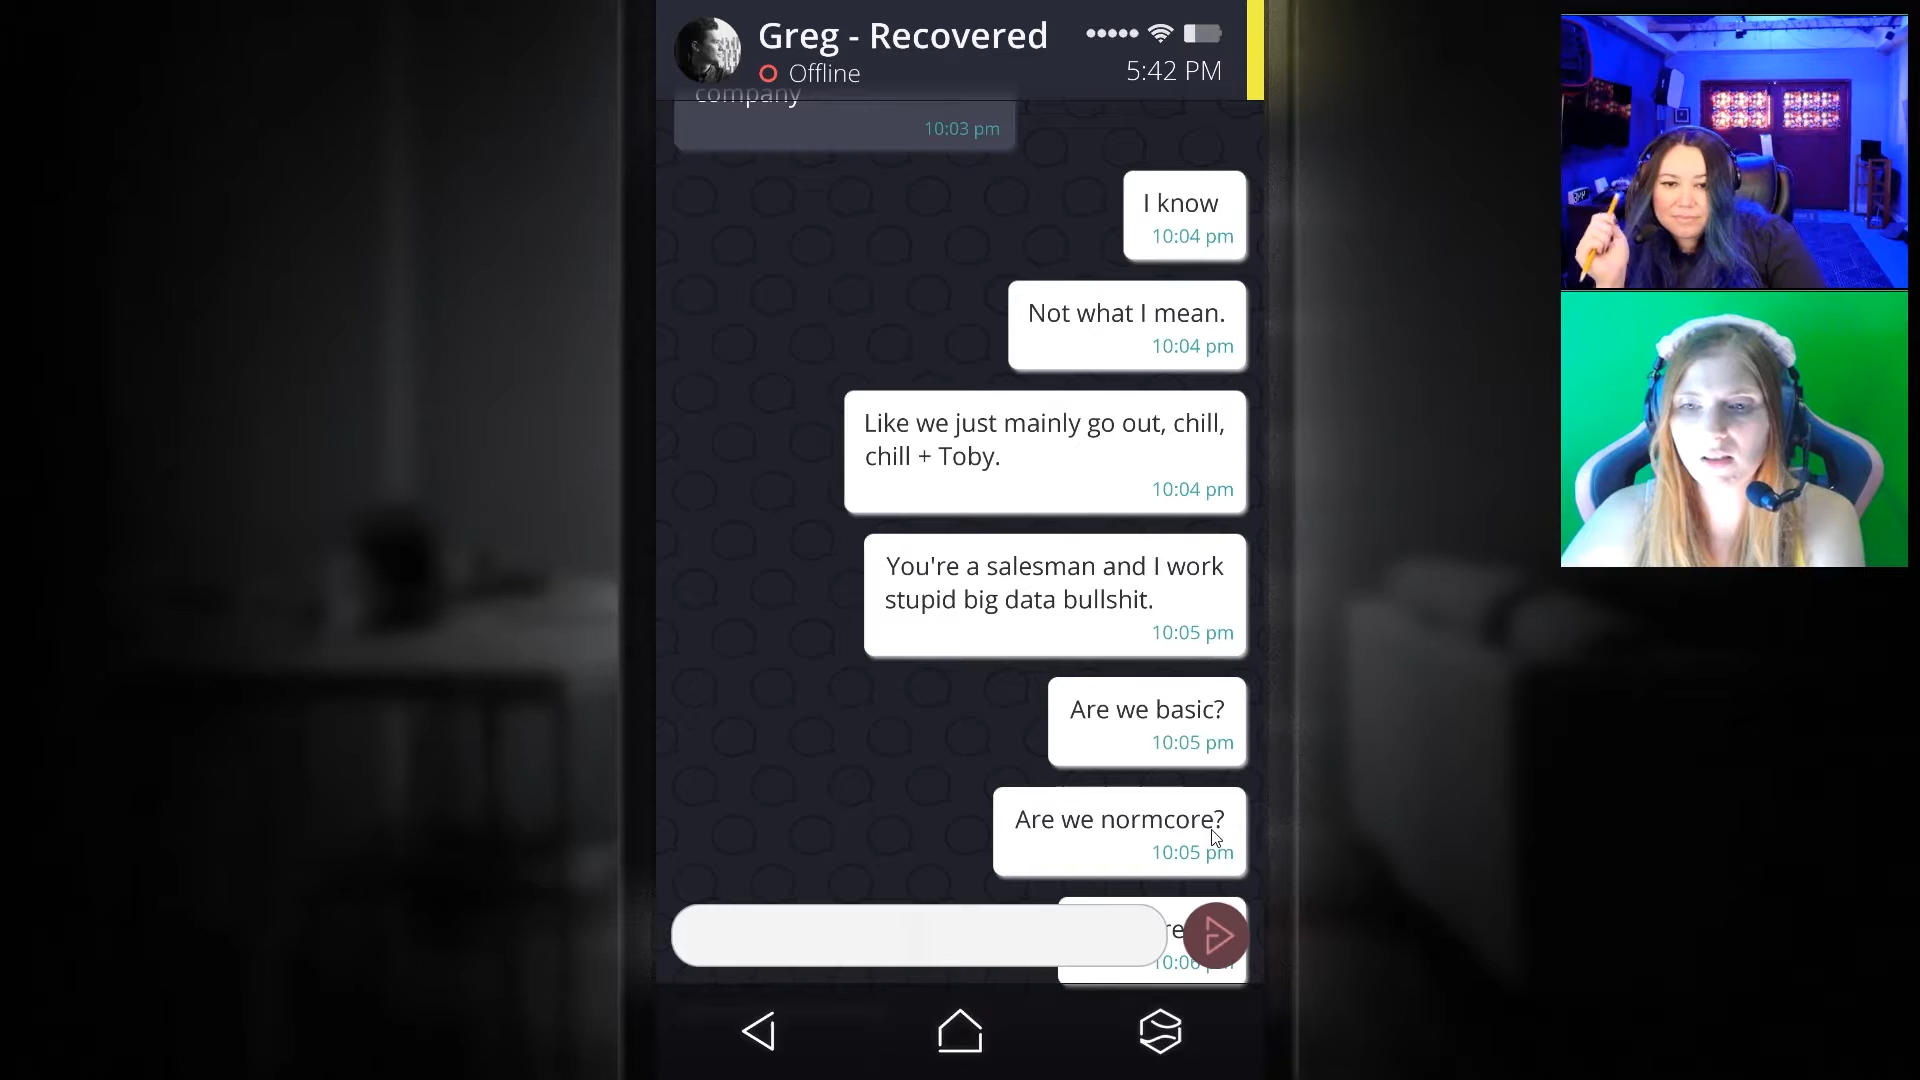 Greg - Recovered
Offline
5:42 PM
company
10:03 pm
I know
10:04 pm
Not what I mean.
10:04 pm
Like we just mainly go out, chill,
chill + Toby.
10:04 pm
You're a salesman and I work
stupid big data bullshit.
10:05 pm
Are we basic?
10:05 pm
Are we normcore?
10:05 pm
10:06